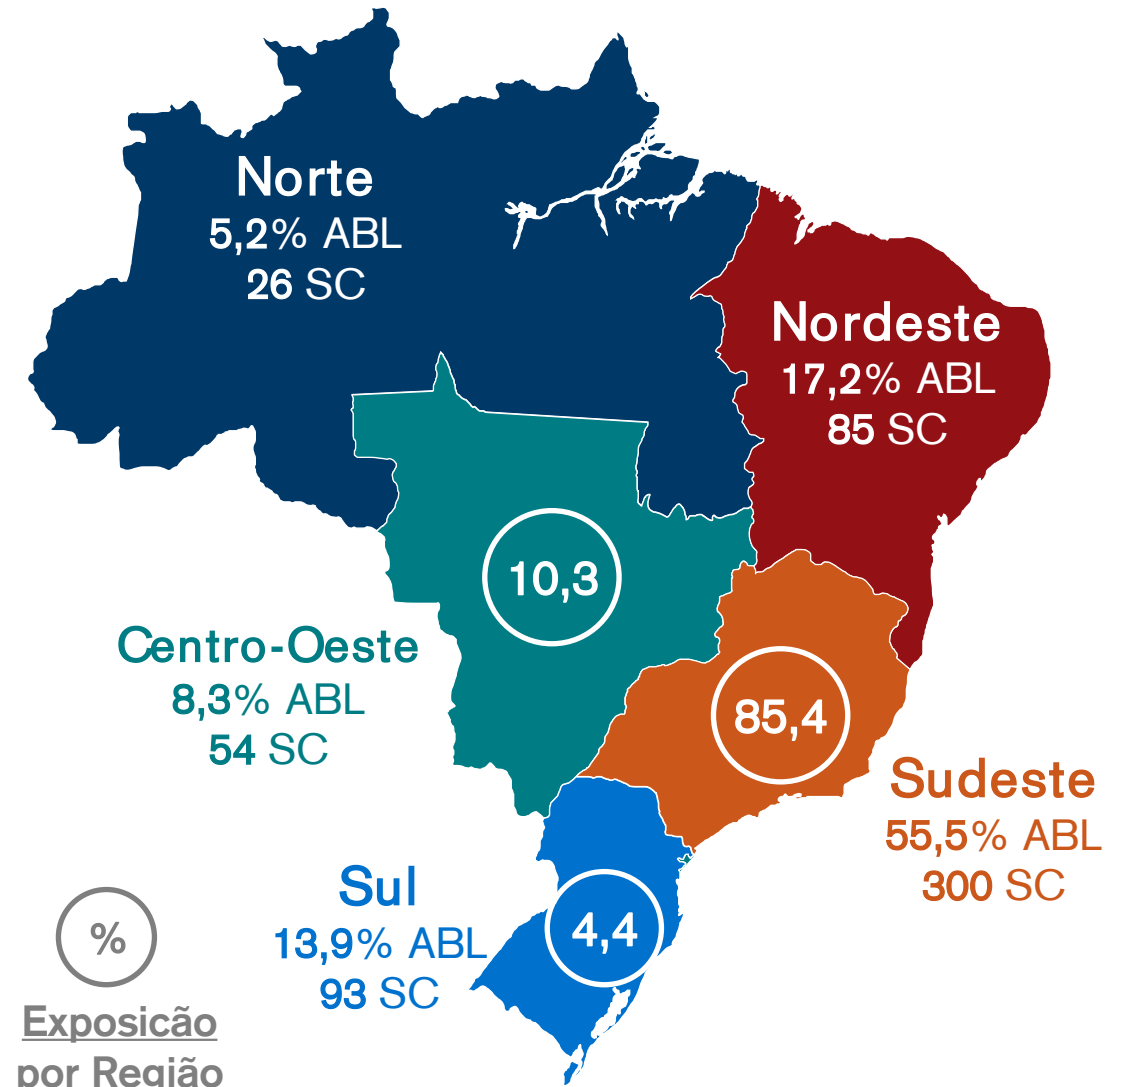 Norte
5,2% ABL
26 SC
Nordeste
17,2% ABL
85 SC
10,3
Centro-Oeste
8,3% ABL
54 SC
85,4
Sudeste
55,5% ABL
300 SC
Sul
13,9% ABL
93 SC
4,4
%
Exposicão
por Região